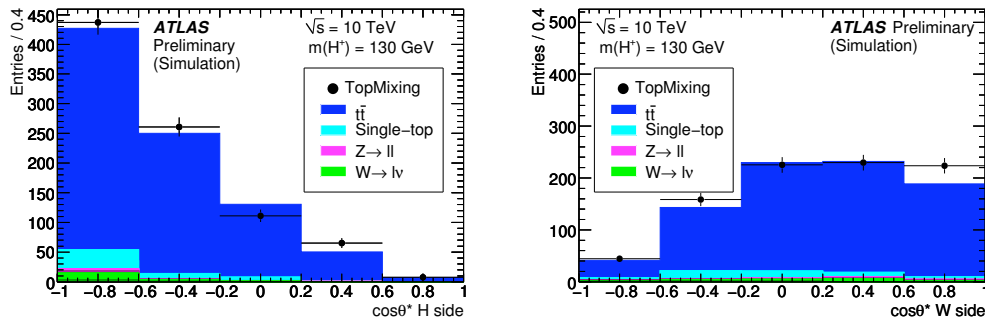 Entries / 0.4
450
400
350
300
250
200
150
100
50
0
ATLAS
Preliminary
(Simulation)
√s = 10 TeV
m(H⁺) = 130 GeV
TopMixing
tt̄
Single-top
Z→ ll
W→ lν
-1 -0.8 -0.6 -0.4 -0.2 0 0.2 0.4 0.6 0.8 1
cosθ* H side
Entries / 0.4
500
400
300
200
100
0
√s = 10 TeV
m(H⁺) = 130 GeV
ATLAS Preliminary
(Simulation)
TopMixing
tt̄
Single-top
Z→ ll
W→ lν
-1 -0.8 -0.6 -0.4 -0.2 0 0.2 0.4 0.6 0.8 1
cosθ* W side